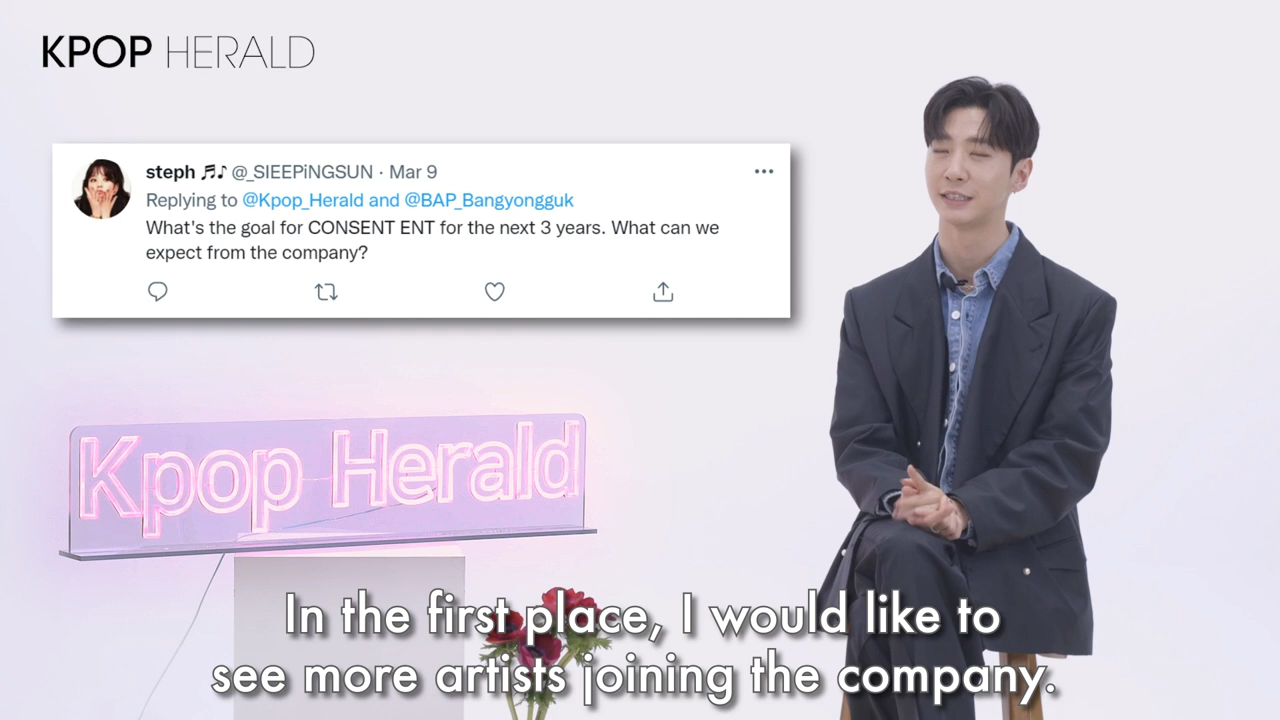 KPOP HERALD
steph 🎵 @_SIEEPiNGSUN · Mar 9
Replying to @Kpop_Herald and @BAP_Bangyongguk
What's the goal for CONSENT ENT for the next 3 years. What can we
expect from the company?
Kpop Herald
In the first place, I would like to
see more artists joining the company.